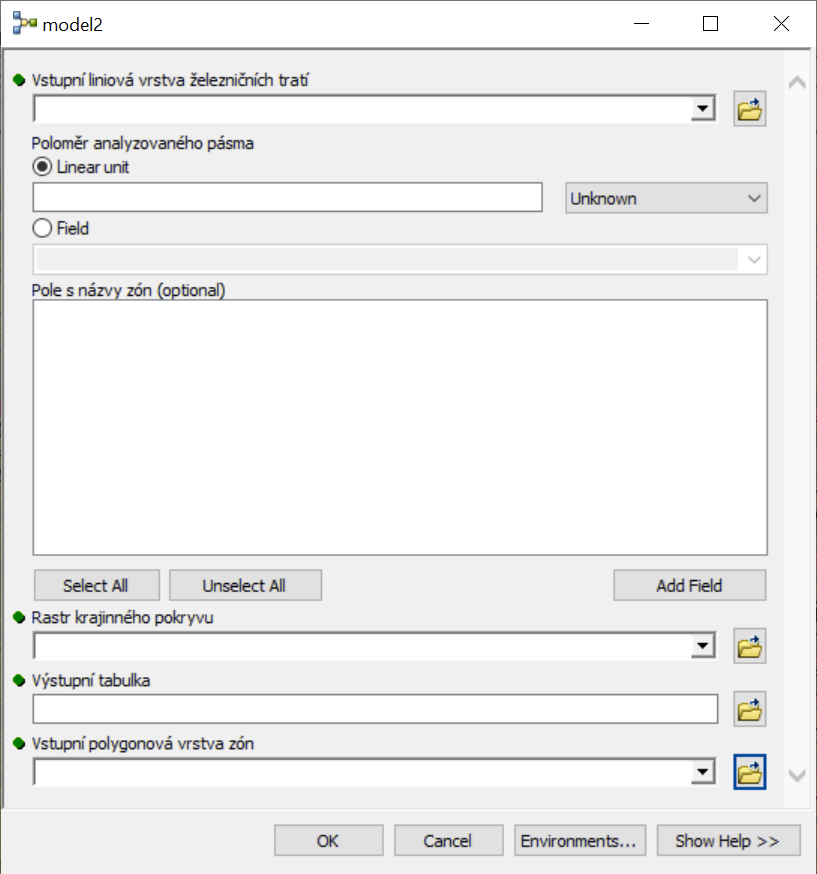 model2
Vstupní liniová vrstva železničních tratí
Poloměr analyzovaného pásma
Linear unit
Unknown
Field
Pole s názvy zón (optional)
Select All Unselect All Add Field
Rastr krajinného pokryvu
Výstupní tabulka
Vstupní polygonová vrstva zón
OK Cancel Environments... Show Help >>